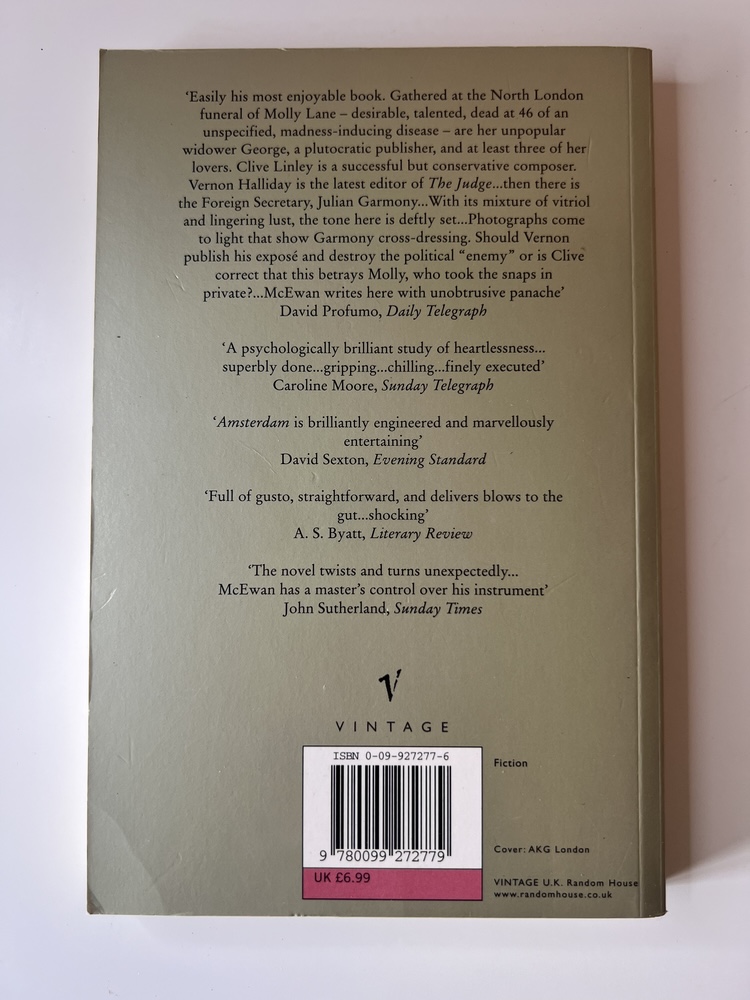 ‘Easily his most enjoyable book. Gathered at the North London
funeral of Molly Lane – desirable, talented, dead at 46 of an
unspecified, madness-inducing disease – are her unpopular
widower George, a plutocratic publisher, and at least three of her
lovers. Clive Linley is a successful but conservative composer.
Vernon Halliday is the latest editor of The Judge...then there is
the Foreign Secretary, Julian Garmony...With its mixture of vitriol
and lingering lust, the tone here is deftly set...Photographs come
to light that show Garmony cross-dressing. Should Vernon
publish his exposé and destroy the political “enemy” or is Clive
correct that this betrays Molly, who took the snaps in
private?...McEwan writes here with unobtrusive panache’
David Profumo, Daily Telegraph
‘A psychologically brilliant study of heartlessness...
superbly done...gripping...chilling...finely executed’
Caroline Moore, Sunday Telegraph
‘Amsterdam is brilliantly engineered and marvellously
entertaining’
David Sexton, Evening Standard
‘Full of gusto, straightforward, and delivers blows to the
gut...shocking’
A. S. Byatt, Literary Review
‘The novel twists and turns unexpectedly...
McEwan has a master’s control over his instrument’
John Sutherland, Sunday Times
V
VINTAGE
ISBN 0-09-927277-6
9 780099 272779
UK £6.99
Fiction
Cover: AKG London
VINTAGE U.K. Random House
www.randomhouse.co.uk